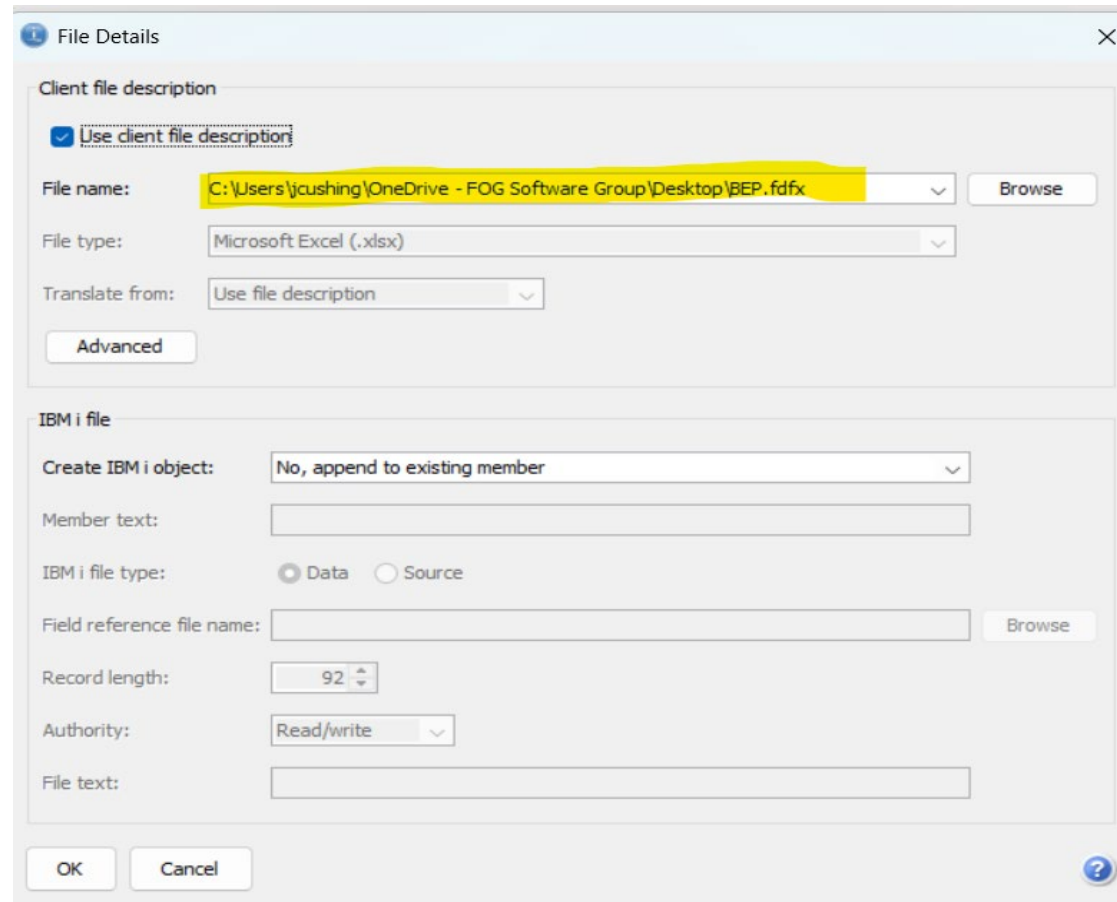 File Details
Client file description
Use client file description
File name: C:\Users\jcushing\OneDrive - FOG Software Group\Desktop\BEP.fdfx Browse
File type: Microsoft Excel (.xlsx)
Translate from: Use file description
Advanced
IBM i file
Create IBM i object: No, append to existing member
Member text:
IBM i file type: Data Source
Field reference file name: Browse
Record length: 92
Authority: Read/write
File text:
OK Cancel ?